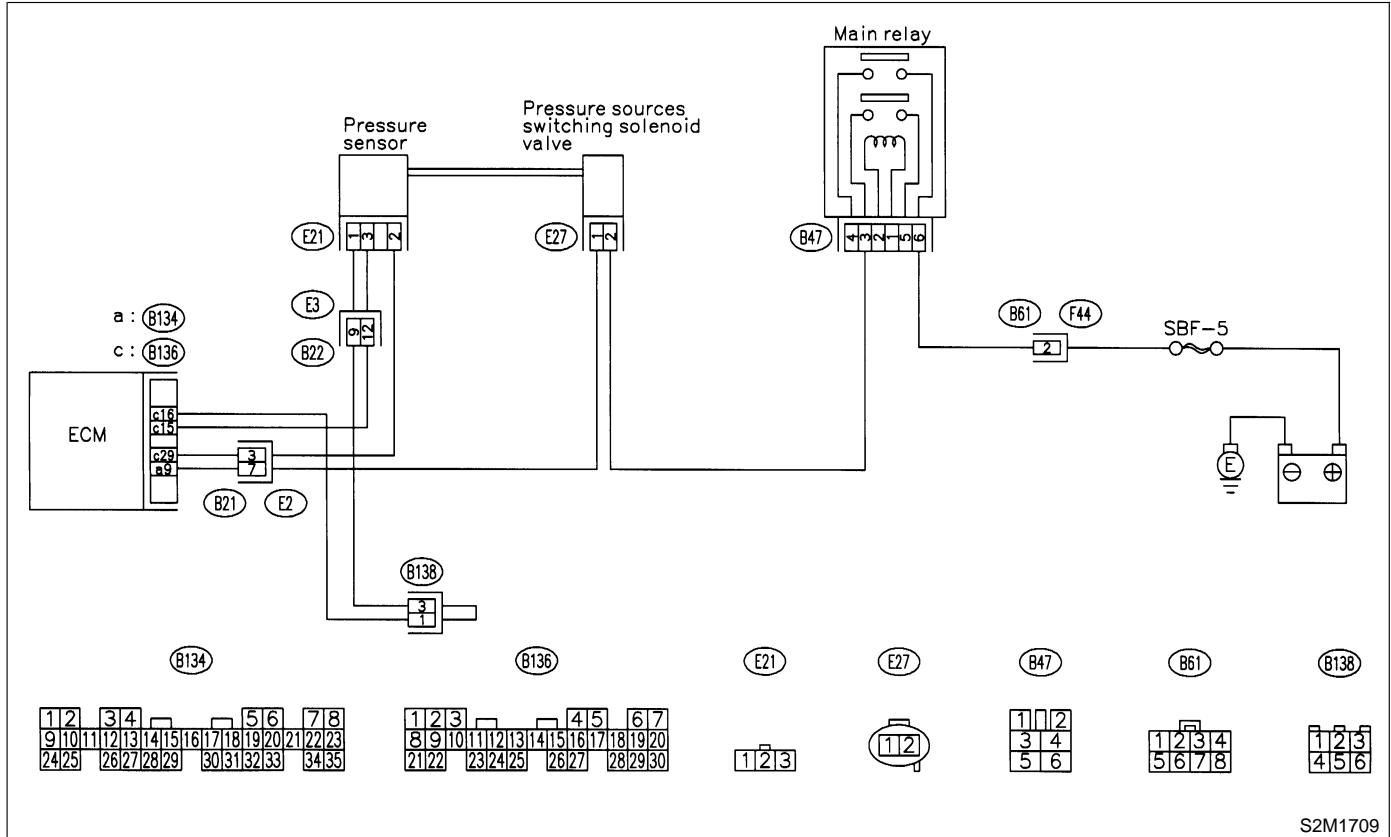 Main relay
Pressure sources
switching solenoid
valve
Pressure
sensor
E21
1 3 2
E27
1 2
B47
4 3 2 1 5 6
E3
9 12
B22
a : B134
c : B136
B61 F44
SBF-5
2
ECM
c16
c15
c29
a9
3
7
B21 E2
E
B138
3
1
B134 B136 E21 E27 B47 B61 B138
1 2 3 4 5 6 7 8
9 10 11 12 13 14 15 16 17 18 19 20 21 22 23
24 25 26 27 28 29 30 31 32 33 34 35
1 2 3 4 5 6 7
8 9 10 11 12 13 14 15 16 17 18 19 20
21 22 23 24 25 26 27 28 29 30
1 2 3
1 2
1 2
3 4
5 6
1 2 3 4
5 6 7 8
1 2 3
4 5 6
S2M1709